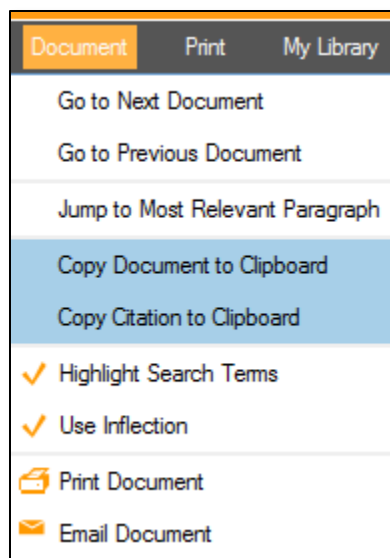 Document Print My Library
Go to Next Document
Go to Previous Document
Jump to Most Relevant Paragraph
Copy Document to Clipboard
Copy Citation to Clipboard
Highlight Search Terms
Use Inflection
Print Document
Email Document